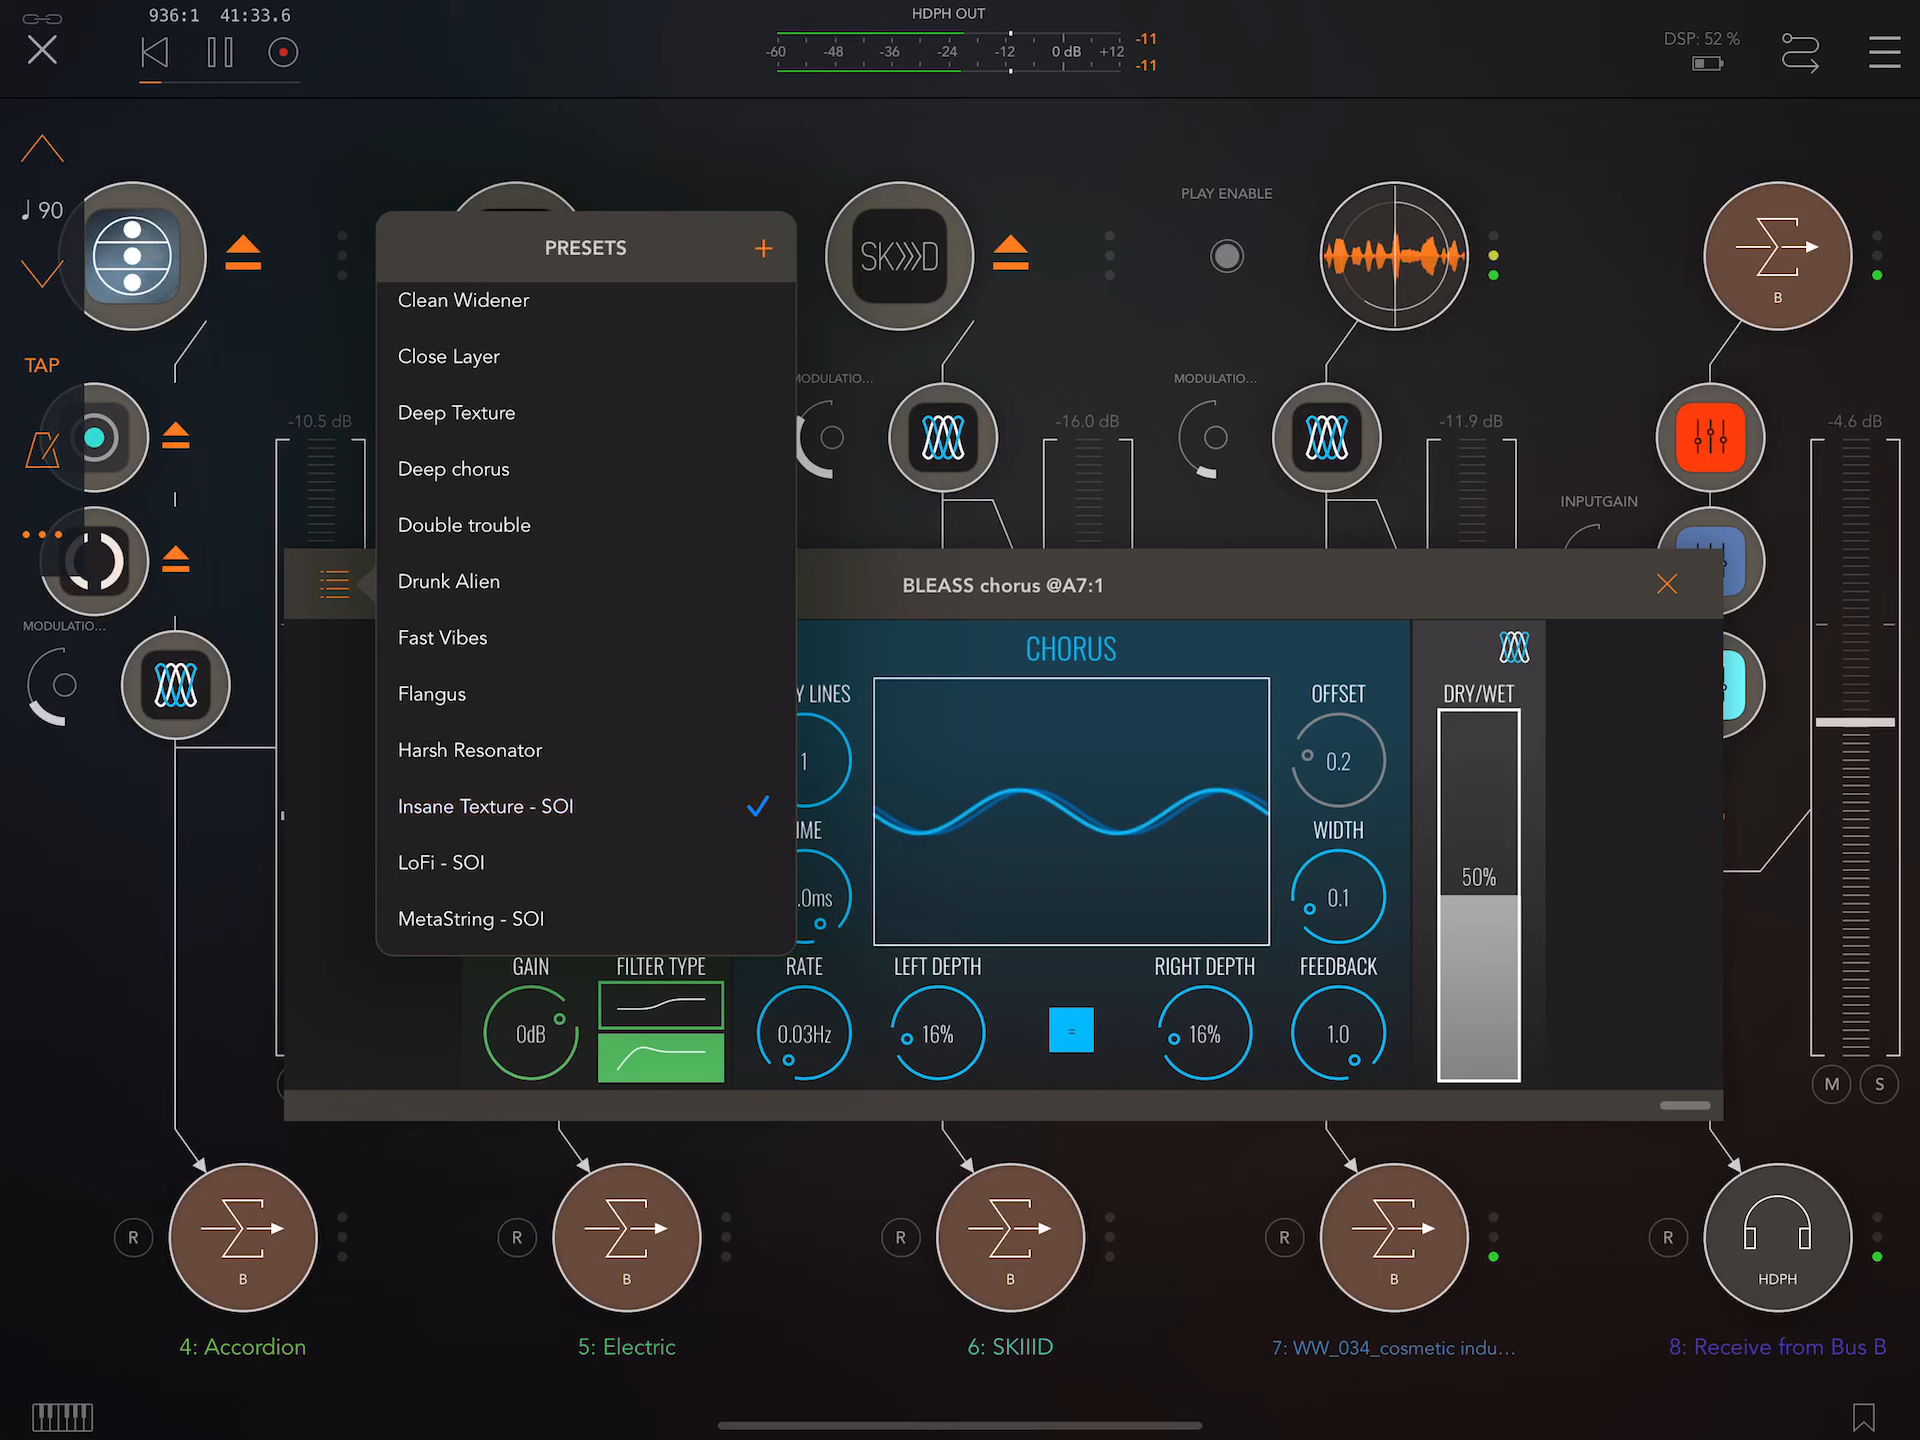 936:1 41:33.6
HDPH OUT
-60 -48 -36 -24 -12 0 dB +12
-11
-11
DSP: 52 %
90
TAP
MODULATIO...
-10.5 dB
PRESETS
+
Clean Widener
Close Layer
Deep Texture
Deep chorus
Double trouble
Drunk Alien
Fast Vibes
Flangus
Harsh Resonator
Insane Texture - SOI
LoFi - SOI
MetaString - SOI
PLAY ENABLE
B
MODULATIO...
-16.0 dB
MODULATIO...
-11.9 dB
-4.6 dB
INPUTGAIN
BLEASS chorus @A7:1
CHORUS
Y LINES
1
IME
.0ms
OFFSET
0.2
WIDTH
0.1
DRY/WET
50%
GAIN
0dB
FILTER TYPE
RATE
0.03Hz
LEFT DEPTH
16%
=
RIGHT DEPTH
16%
FEEDBACK
1.0
M S
R
B
R
B
R
B
R
B
R
HDPH
4: Accordion
5: Electric
6: SKIIID
7: WW_034_cosmetic indu...
8: Receive from Bus B